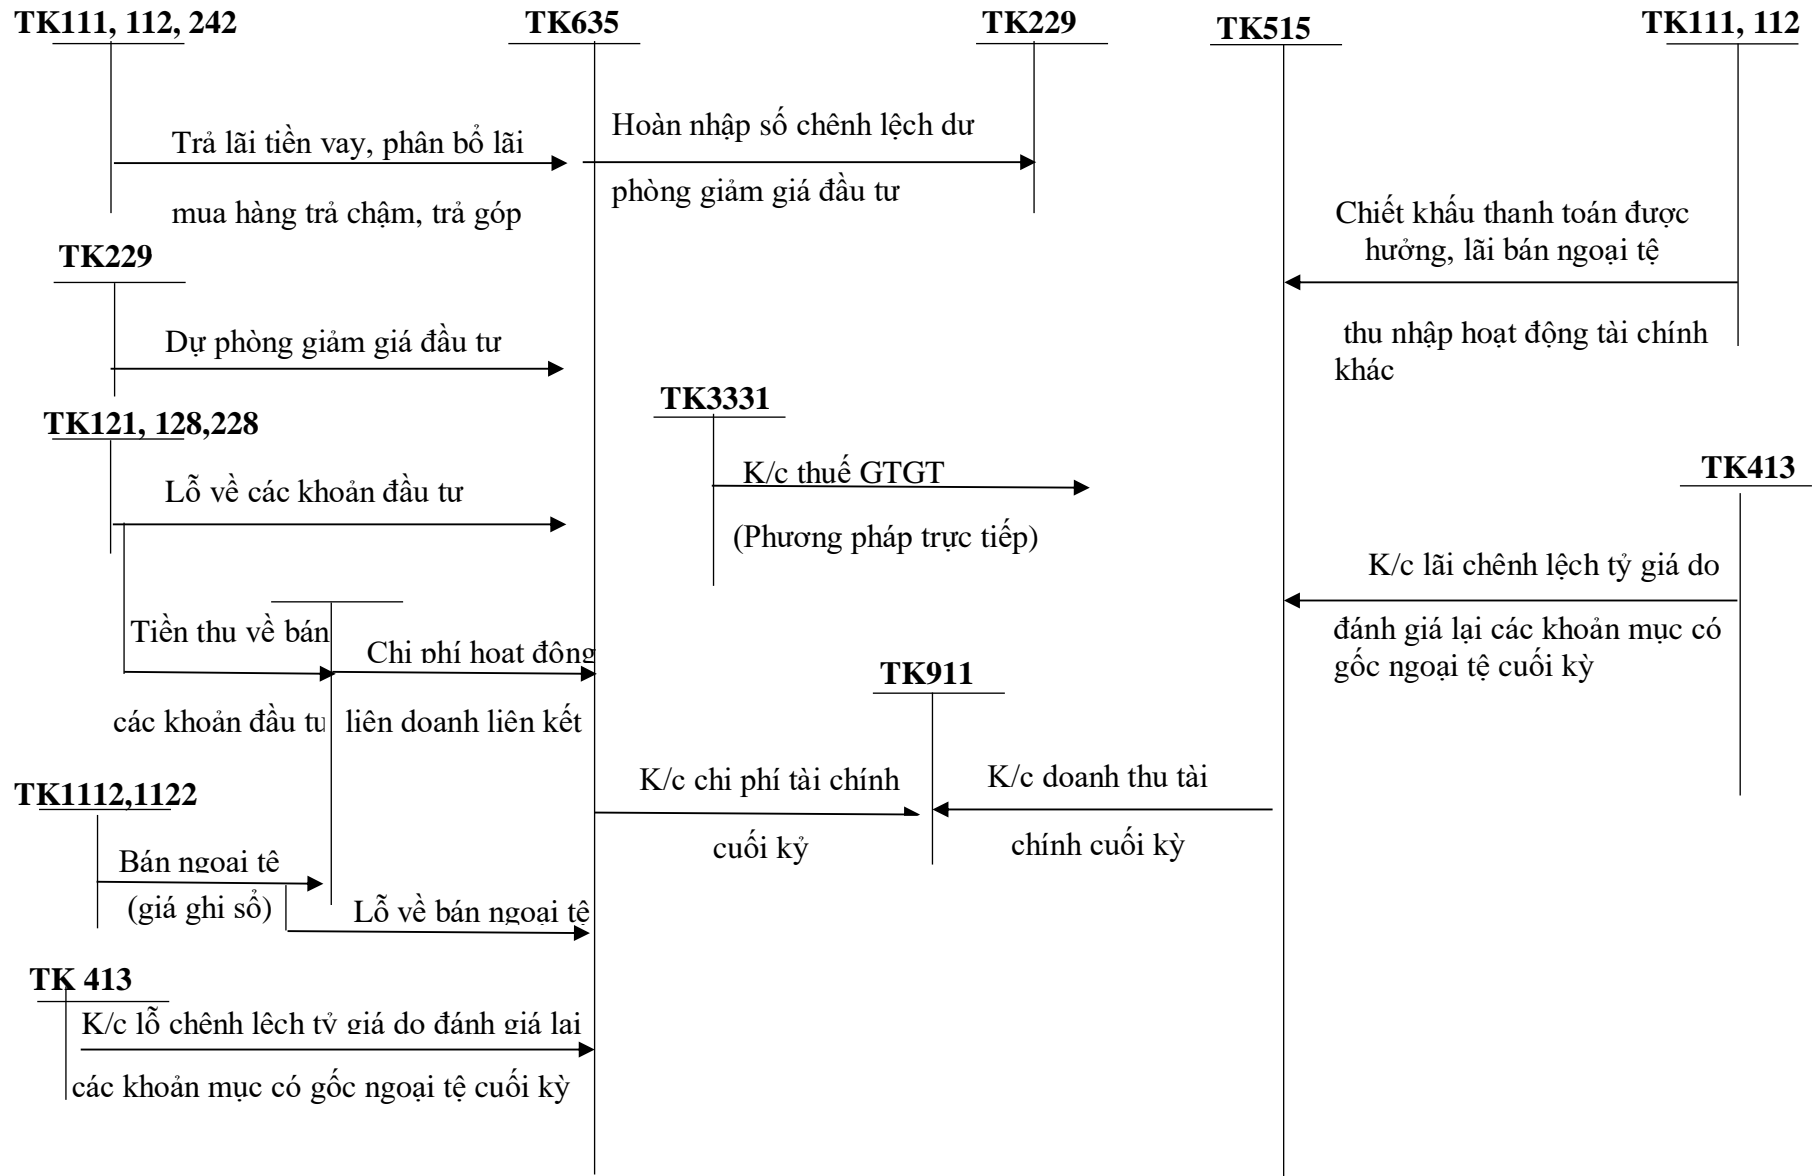 TK111, 112, 242
TK635
TK229
TK515
TK111, 112
Trả lãi tiền vay, phân bổ lãi
mua hàng trả chậm, trả góp
Hoàn nhập số chênh lệch dư
phòng giảm giá đầu tư
Chiết khấu thanh toán được
hưởng, lãi bán ngoại tệ
thu nhập hoạt động tài chính
khác
TK229
Dự phòng giảm giá đầu tư
TK121, 128,228
Lỗ về các khoản đầu tư
TK3331
K/c thuế GTGT
(Phương pháp trực tiếp)
TK413
K/c lãi chênh lệch tỷ giá do
đánh giá lại các khoản mục có
gốc ngoại tệ cuối kỳ
Tiền thu về bán
các khoản đầu tư
Chi phí hoạt động
liên doanh liên kết
TK911
K/c chi phí tài chính
cuối kỷ
K/c doanh thu tài
chính cuối kỳ
TK1112,1122
Bán ngoại tệ
(giá ghi sổ)
Lỗ về bán ngoại tệ
TK 413
K/c lỗ chênh lệch tỷ giá do đánh giá lại
các khoản mục có gốc ngoại tệ cuối kỳ